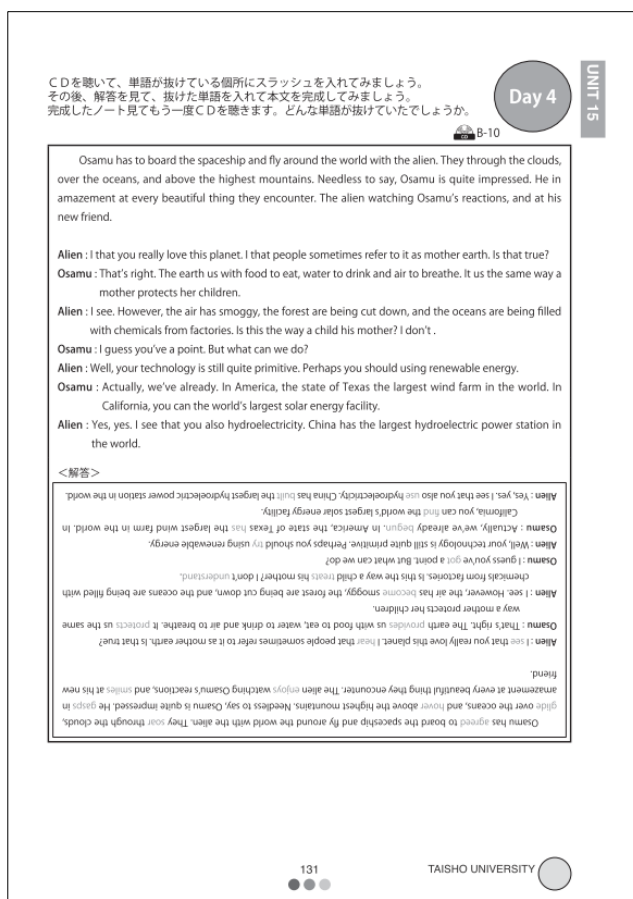 CDを聴いて、単語が抜けている個所にスラッシュを入れてみましょう。
その後、解答を見て、抜けた単語を入れて本文を完成してみましょう。
完成したノート見てもう一度CDを聴きます。どんな単語が抜けていたでしょうか。
Day 4
UNIT 15
CD B-10
Osamu has to board the spaceship and fly around the world with the alien. They through the clouds,
over the oceans, and above the highest mountains. Needless to say, Osamu is quite impressed. He in
amazement at every beautiful thing they encounter. The alien watching Osamu's reactions, and at his
new friend.
Alien : I that you really love this planet. I that people sometimes refer to it as mother earth. Is that true?
Osamu : That's right. The earth us with food to eat, water to drink and air to breathe. It us the same way a
mother protects her children.
Alien : I see. However, the air has smoggy, the forest are being cut down, and the oceans are being filled
with chemicals from factories. Is this the way a child his mother? I don't .
Osamu : I guess you've a point. But what can we do?
Alien : Well, your technology is still quite primitive. Perhaps you should using renewable energy.
Osamu : Actually, we've already. In America, the state of Texas the largest wind farm in the world. In
California, you can the world's largest solar energy facility.
Alien : Yes, yes. I see that you also hydroelectricity. China has the largest hydroelectric power station in
the world.
<解答>
Osamu has agreed to board the spaceship and fly around the world with the alien. They soar through the clouds,
glide over the oceans, and hover above the highest mountains. Needless to say, Osamu is quite impressed. He gasps in
amazement at every beautiful thing they encounter. The alien enjoys watching Osamu's reactions, and smiles at his new
friend.
Alien : I see that you really love this planet. I hear that people sometimes refer to it as mother earth. Is that true?
Osamu : That's right. The earth provides us with food to eat, water to drink and air to breathe. It protects us the same
way a mother protects her children.
Alien : I see. However, the air has become smoggy, the forest are being cut down, and the oceans are being filled with
chemicals from factories. Is this the way a child treats his mother? I don't understand.
Osamu : I guess you've got a point. But what can we do?
Alien : Well, your technology is still quite primitive. Perhaps you should try using renewable energy.
Osamu : Actually, we've already begun. In America, the state of Texas has the largest wind farm in the world. In
California, you can find the world's largest solar energy facility.
Alien : Yes, yes. I see that you also use hydroelectricity. China has built the largest hydroelectric power station in the world.
131
TAISHO UNIVERSITY